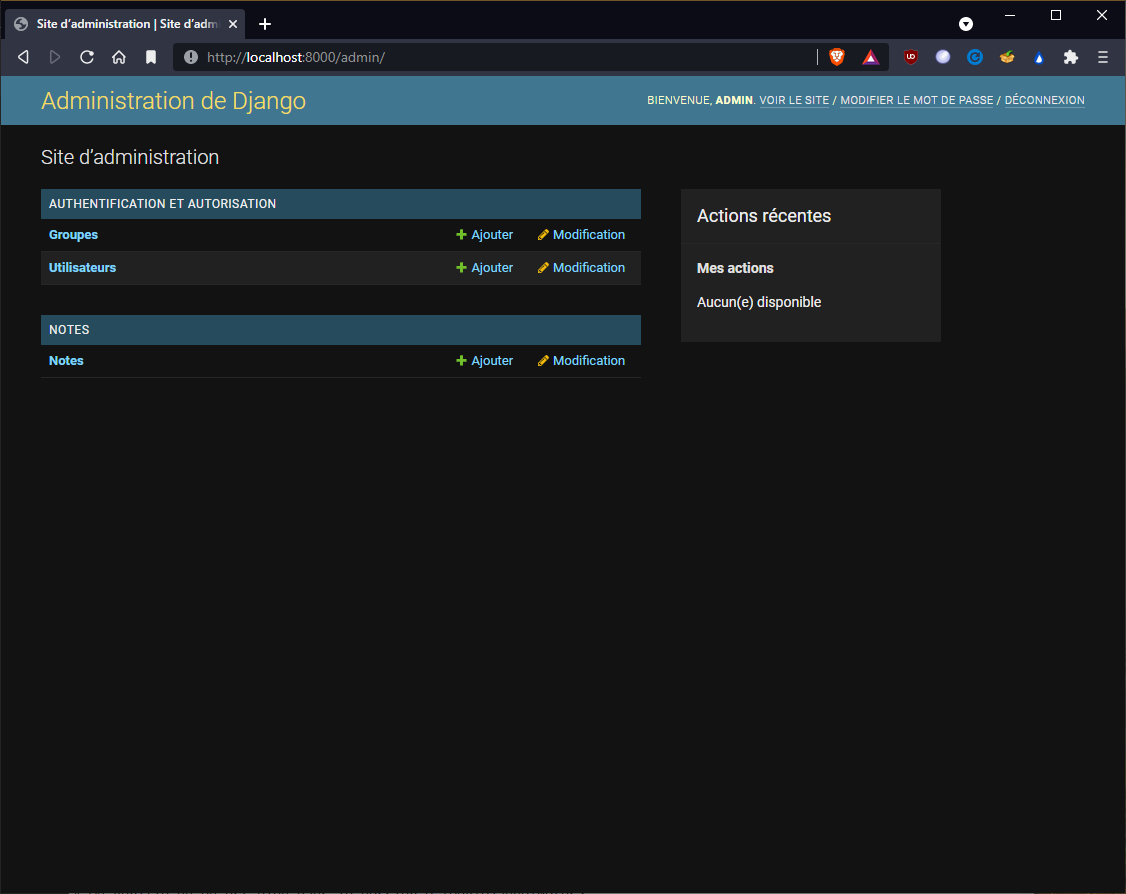 Site d’administration | Site d’adm
http://localhost:8000/admin/
Administration de Django
BIENVENUE, ADMIN. VOIR LE SITE / MODIFIER LE MOT DE PASSE / DÉCONNEXION
Site d’administration
AUTHENTIFICATION ET AUTORISATION
Groupes Ajouter Modification
Utilisateurs Ajouter Modification
NOTES
Notes Ajouter Modification
Actions récentes
Mes actions
Aucun(e) disponible